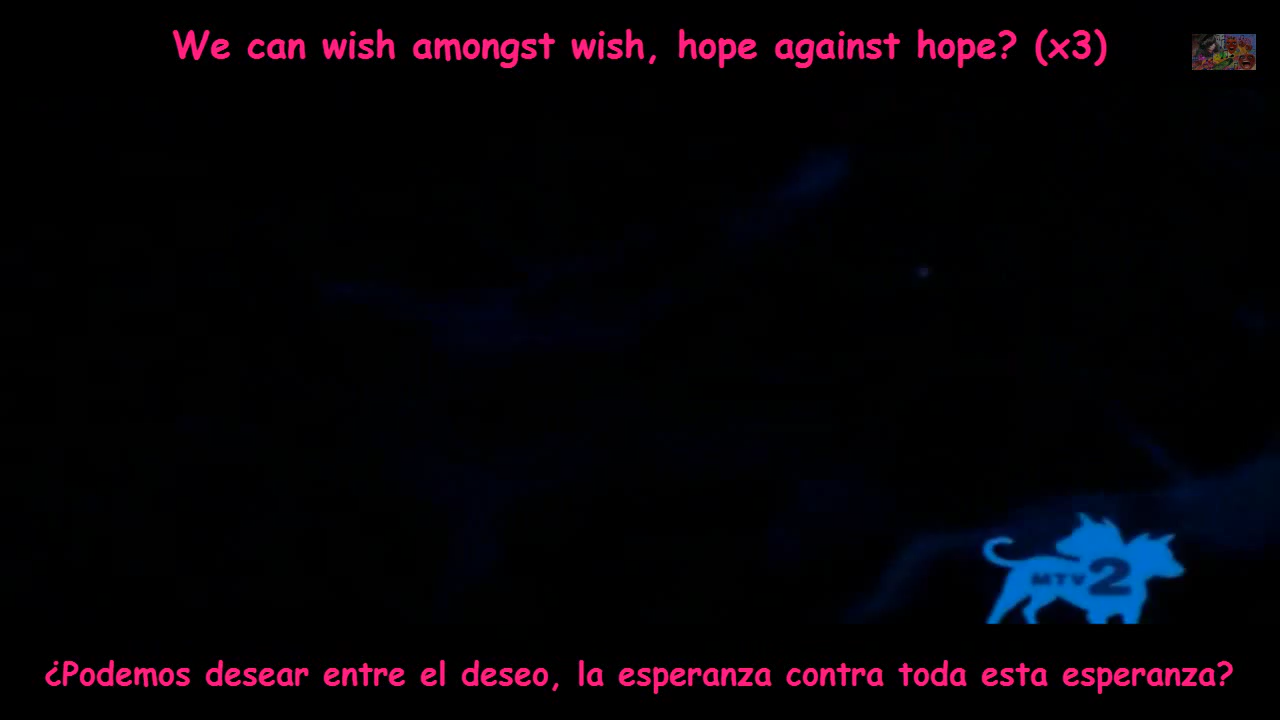 We can wish amongst wish, hope against hope? (x3)
MTV2
¿Podemos desear entre el deseo, la esperanza contra toda esta esperanza?